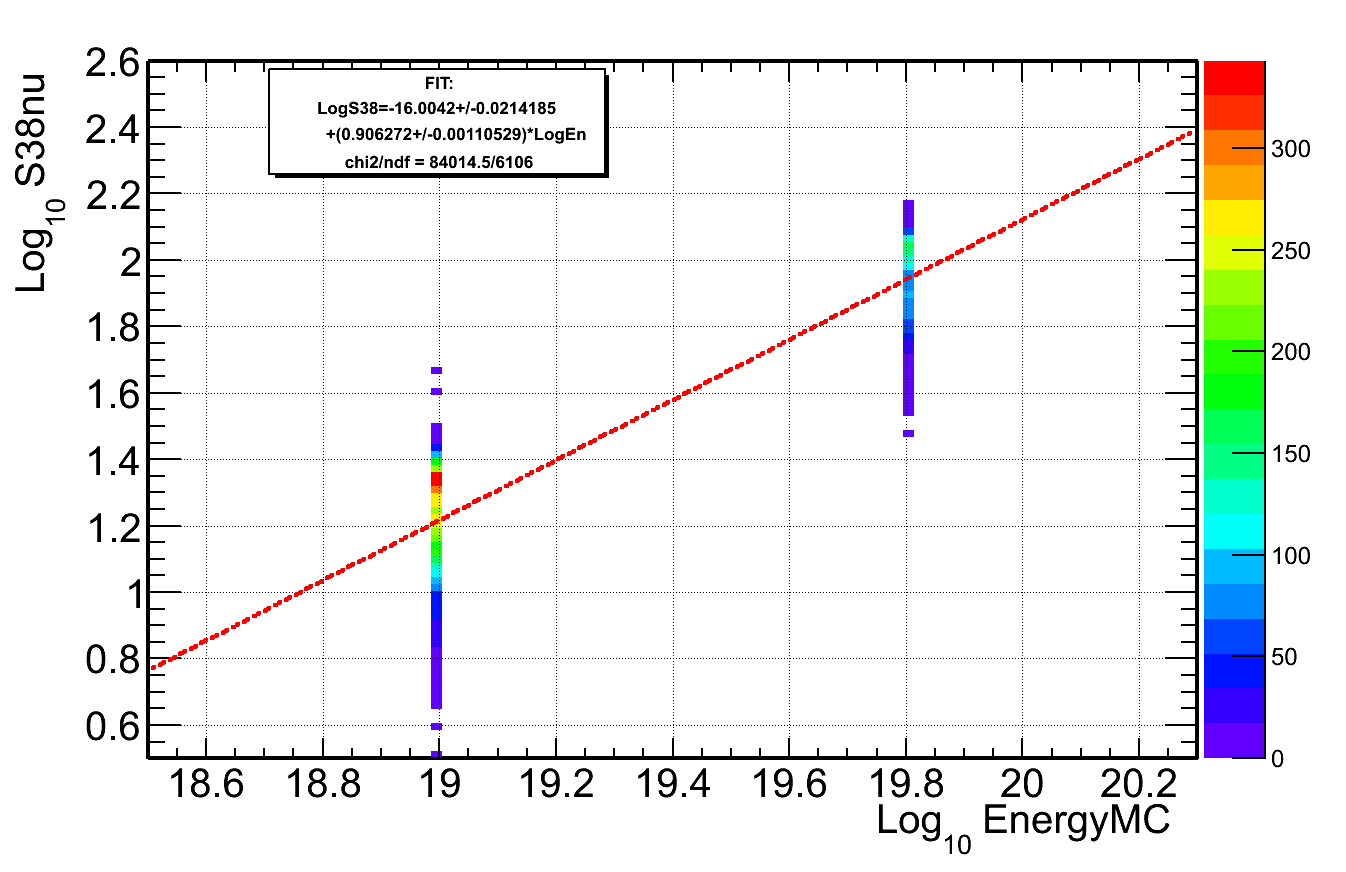 FIT:
LogS38=-16.0042+/-0.0214185
+(0.906272+/-0.00110529)*LogEn
chi2/ndf = 84014.5/6106
Log10 S38nu
2.6
2.4
2.2
2
1.8
1.6
1.4
1.2
1
0.8
0.6
18.6 18.8 19 19.2 19.4 19.6 19.8 20 20.2
Log10 EnergyMC
300
250
200
150
100
50
0